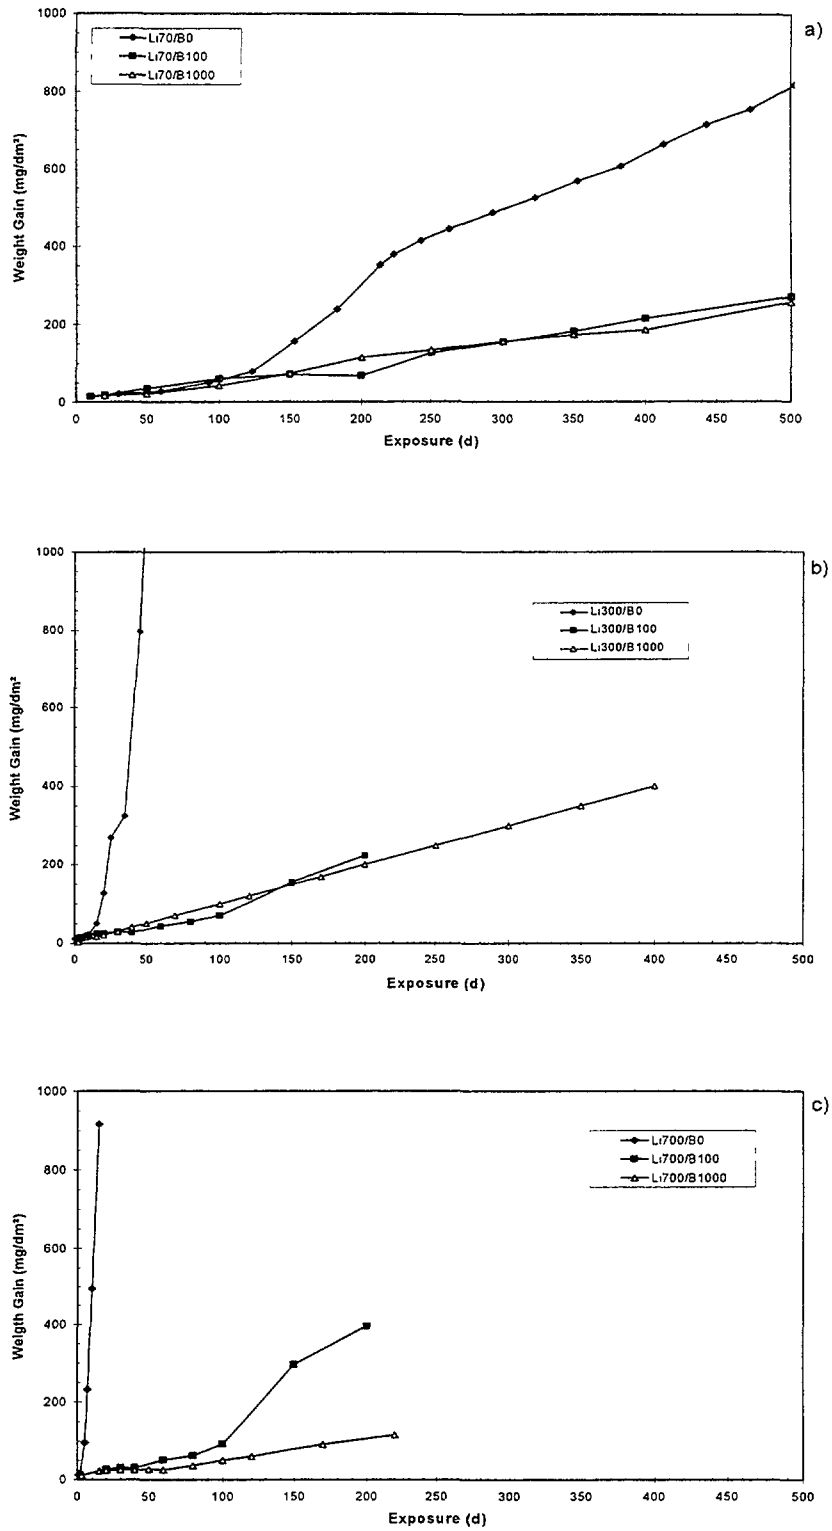 a)
1000
800
600
400
200
0
Weight Gain (mg/dm²)
Li70/B0
Li70/B100
Li70/B1000
0 50 100 150 200 250 300 350 400 450 500
Exposure (d)
b)
1000
800
600
400
200
0
Weight Gain (mg/dm²
Li300/B0
Li300/B100
Li300/B1000
0 50 100 150 200 250 300 350 400 450 500
Exposure (d)
c)
1000
800
600
400
200
0
Weigth Gain (mg/dm²)
Li700/B0
Li700/B100
Li700/B1000
0 50 100 150 200 250 300 350 400 450 500
Exposure (d)